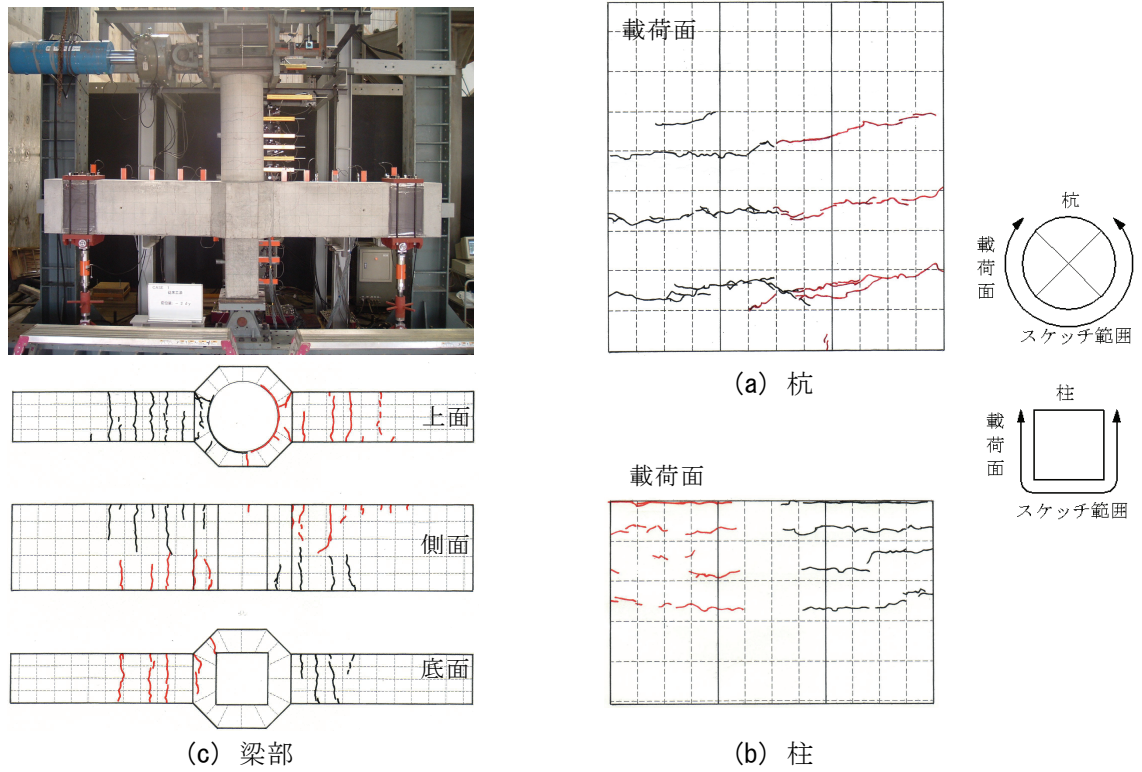 載荷面
杭
載荷面
スケッチ範囲
(a) 杭
柱
載荷面
スケッチ範囲
載荷面
(b) 柱
上面
側面
底面
(c) 梁部